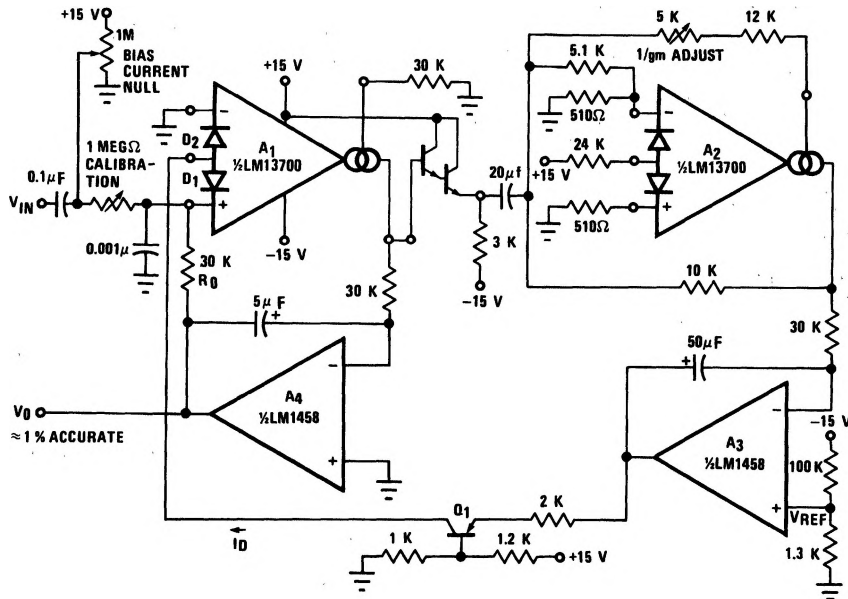 +15 V
1M
BIAS
CURRENT
NULL
+15 V
30 K
5 K
12 K
1/gm ADJUST
5.1 K
510Ω
24 K
+15V
510Ω
−
D2
D1
+
A1
½LM13700
−
+
A2
½LM13700
1 MEGΩ
CALIBRA-
TION
0.1µF
VIN
0.001µ
−15 V
20µf
3 K
−15 V
30 K
R0
30 K
10 K
30 K
5µF
+
50µF
+
V0
≈ 1 % ACCURATE
A4
½LM1458
−
+
A3
½LM1458
−
+
−15 V
100K
VREF
1.3 K
Q1
2 K
ID
1 K
1.2 K
+15 V